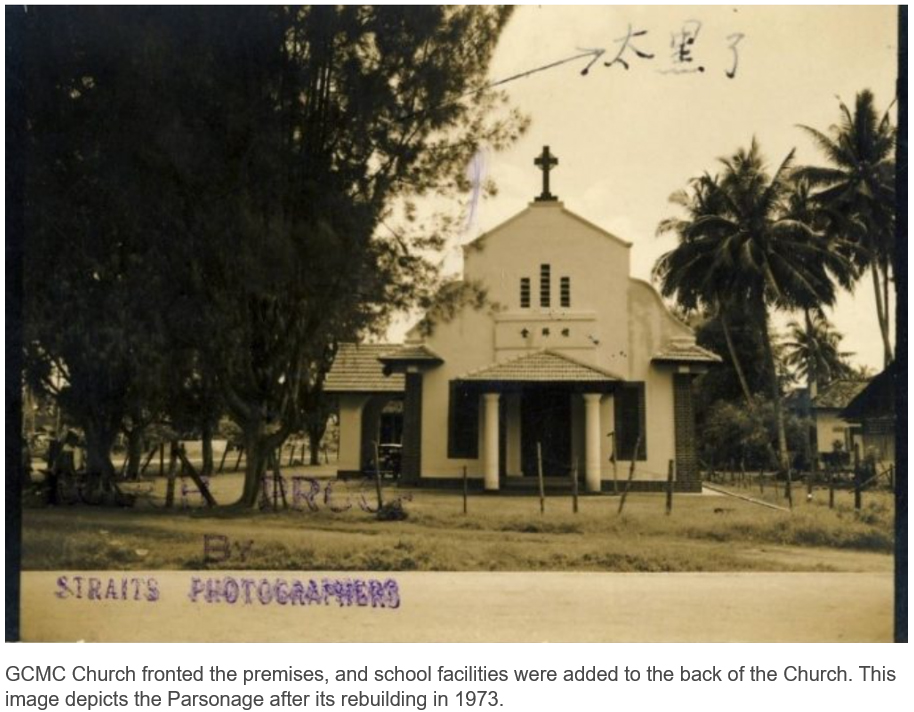 太黑了
PROOF
BY
STRAITS PHOTOGRAPHERS
GCMC Church fronted the premises, and school facilities were added to the back of the Church. This
image depicts the Parsonage after its rebuilding in 1973.